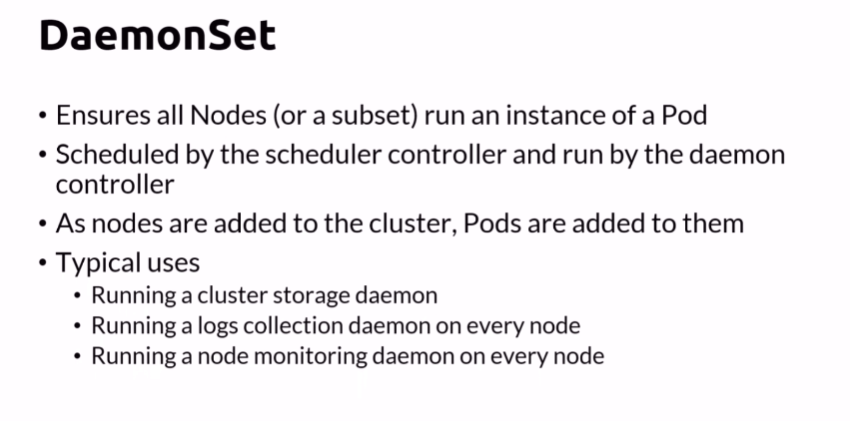 DaemonSet
• Ensures all Nodes (or a subset) run an instance of a Pod
• Scheduled by the scheduler controller and run by the daemon
controller
• As nodes are added to the cluster, Pods are added to them
• Typical uses
• Running a cluster storage daemon
• Running a logs collection daemon on every node
• Running a node monitoring daemon on every node